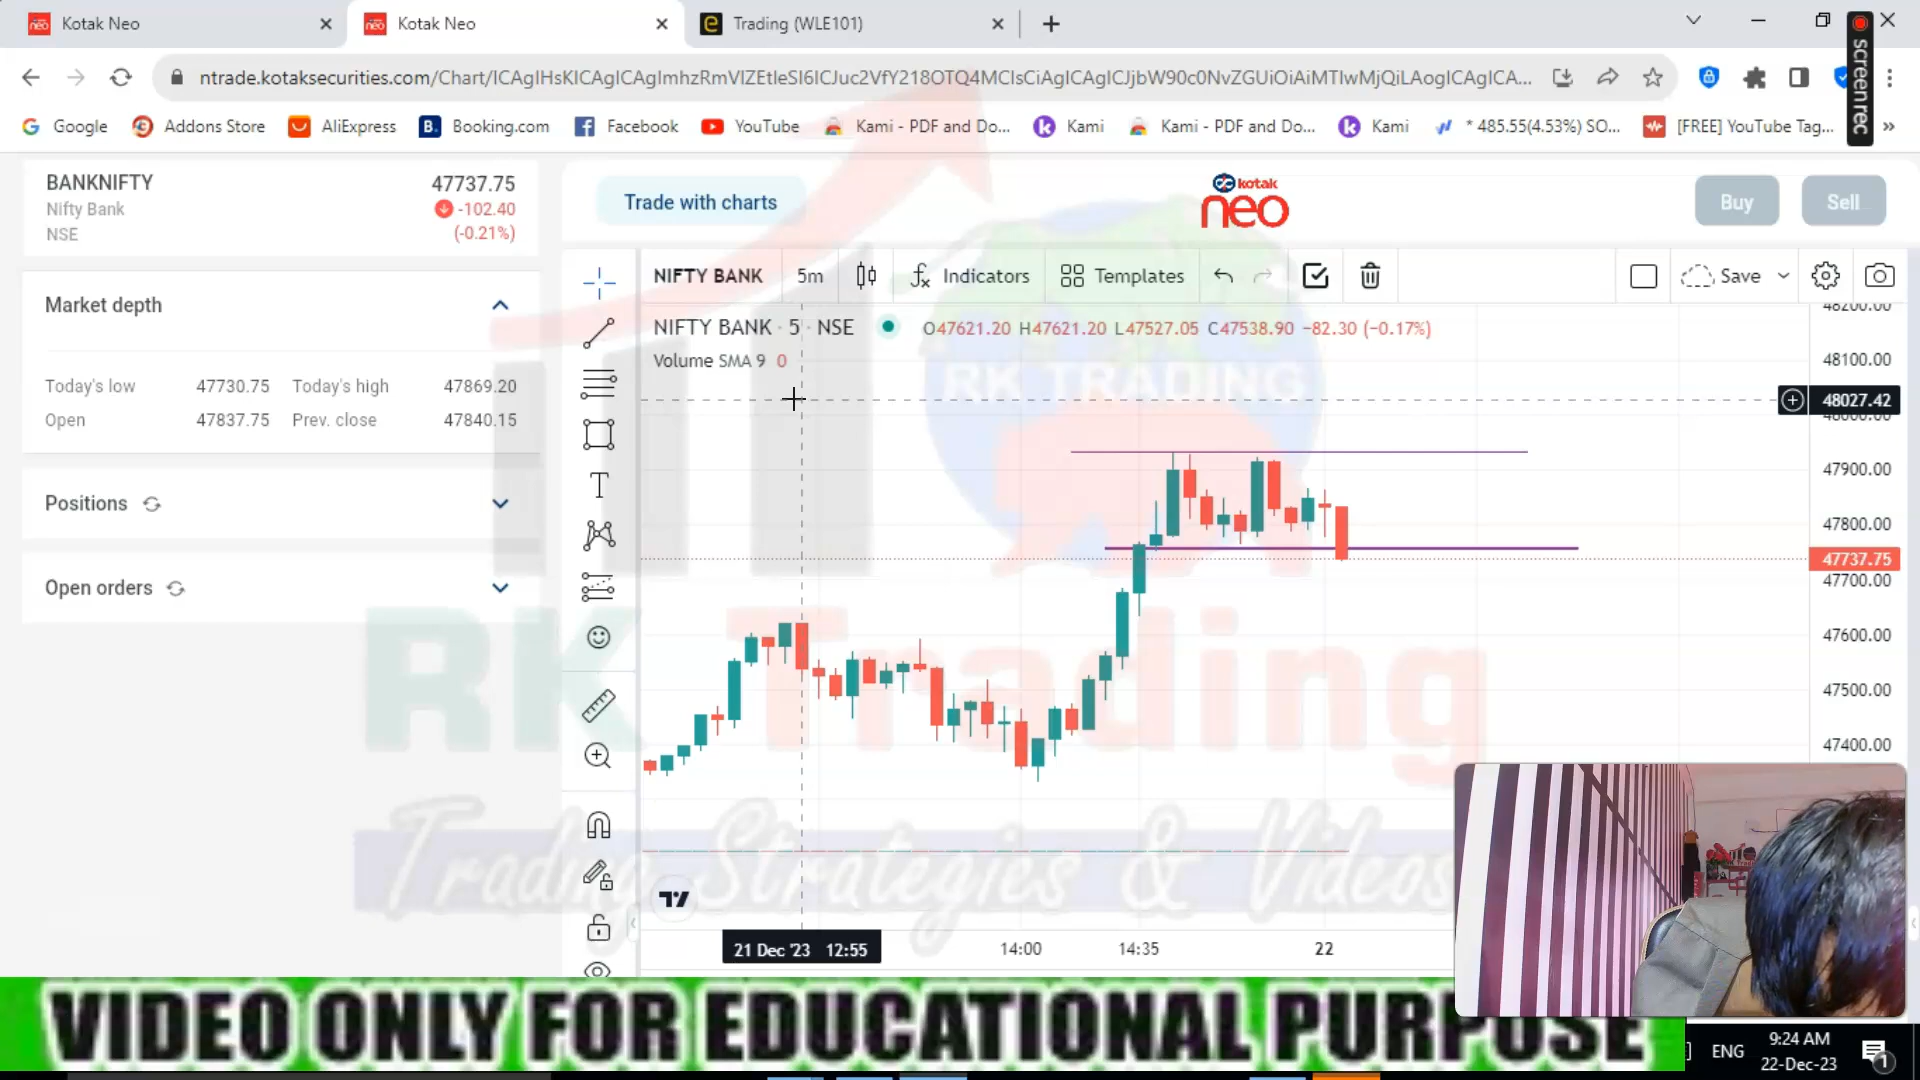 Kotak Neo
Kotak Neo
Trading (WLE101)
Google
Addons Store
AliExpress
Booking.com
Facebook
YouTube
Kami - PDF and Do...
Kami
Kami - PDF and Do...
Kami
* 485.55(4.53%) SO...
[FREE] YouTube Tag...
screenrec
BANKNIFTY 47737.75
Nifty Bank -102.40
NSE (-0.21%)
Trade with charts
kotak
neo
Buy
Sell
Market depth
Today's low 47730.75 Today's high 47869.20
Open 47837.75 Prev. close 47840.15
Positions
Open orders
NIFTY BANK 5m Indicators Templates Save
NIFTY BANK · 5 · NSE O47621.20 H47621.20 L47527.05 C47538.90 −82.30 (−0.17%)
Volume SMA 9 0
48200.00
48100.00
48027.42
48000.00
47900.00
47800.00
47737.75
47700.00
47600.00
47500.00
47400.00
RK TRADING
RK Trading
Trading Strategies & Videos
21 Dec '23 12:55
14:00
14:35
22
VIDEO ONLY FOR EDUCATIONAL PURPOSE
ENG
9:24 AM
22-Dec-23
1